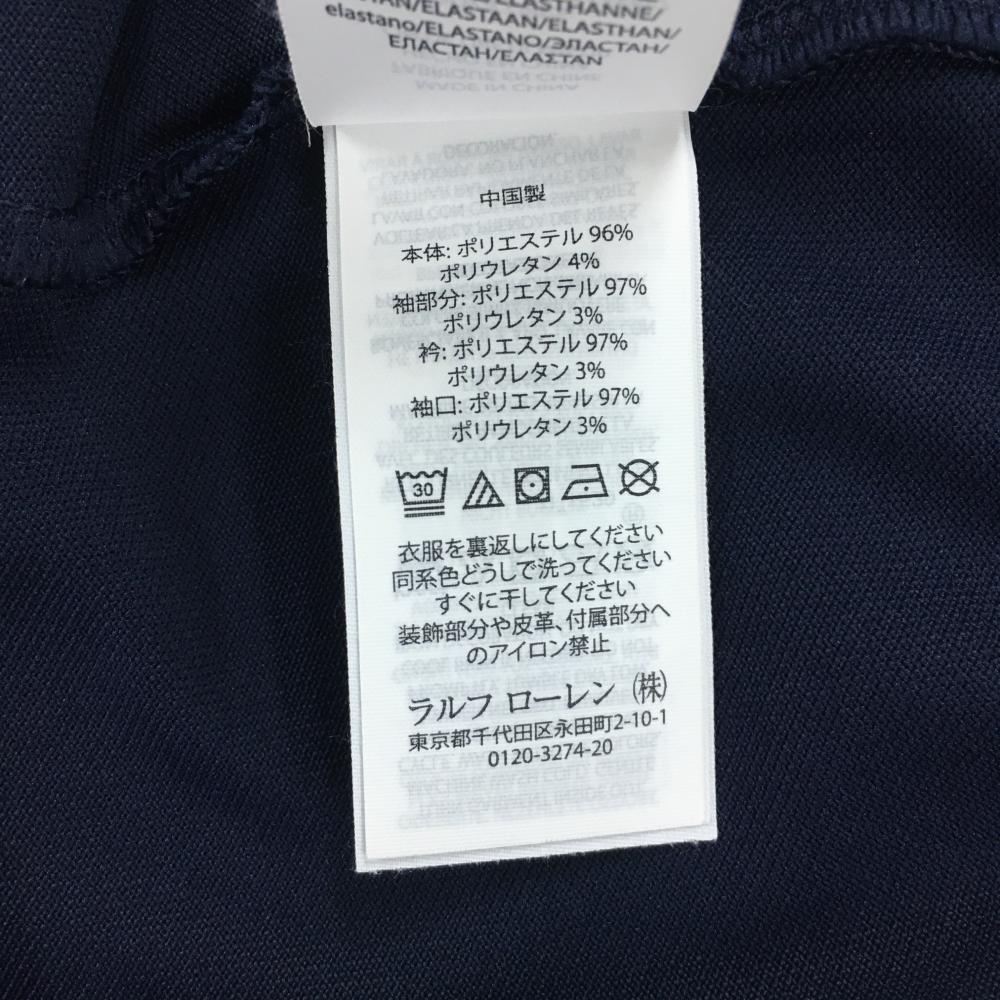 ELASTHANNE/
ELASTAAN/ELASTHAN/
elastano/ELASTANO/ЭЛАСТАН/
ЕЛАСТАН/ΕΛΑΣΤΑΝ
中国製
本体: ポリエステル 96%
ポリウレタン 4%
袖部分: ポリエステル 97%
ポリウレタン 3%
衿: ポリエステル 97%
ポリウレタン 3%
袖口: ポリエステル 97%
ポリウレタン 3%
30
衣服を裏返しにしてください
同系色どうしで洗ってください
すぐに干してください
装飾部分や皮革、付属部分へ
のアイロン禁止
ラルフ ローレン (株)
東京都千代田区永田町2-10-1
0120-3274-20